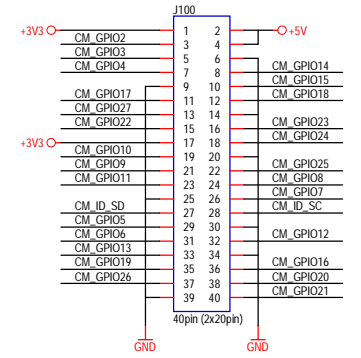 J100
+3V3 1 2 +5V
CM_GPIO2 3 4
CM_GPIO3 5 6
CM_GPIO4 7 8 CM_GPIO14
9 10 CM_GPIO15
CM_GPIO17 11 12 CM_GPIO18
CM_GPIO27 13 14
CM_GPIO22 15 16 CM_GPIO23
+3V3 17 18 CM_GPIO24
CM_GPIO10 19 20
CM_GPIO9 21 22 CM_GPIO25
CM_GPIO11 23 24 CM_GPIO8
25 26 CM_GPIO7
CM_ID_SD 27 28 CM_ID_SC
CM_GPIO5 29 30
CM_GPIO6 31 32 CM_GPIO12
CM_GPIO13 33 34
CM_GPIO19 35 36 CM_GPIO16
CM_GPIO26 37 38 CM_GPIO20
39 40 CM_GPIO21
40pin (2x20pin)
GND GND